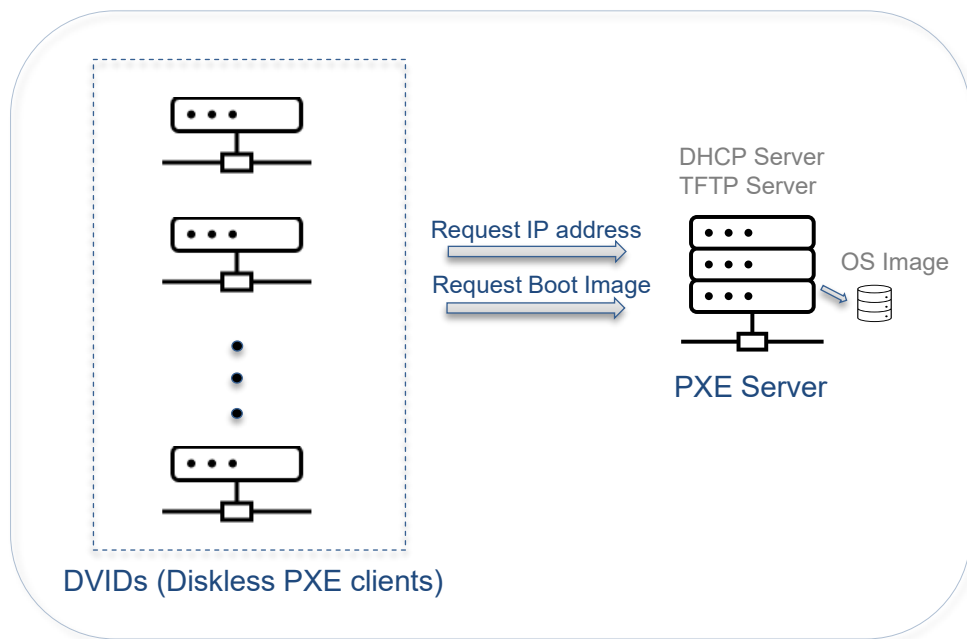 DHCP Server
TFTP Server
Request IP address
OS Image
Request Boot Image
PXE Server
DVIDs (Diskless PXE clients)